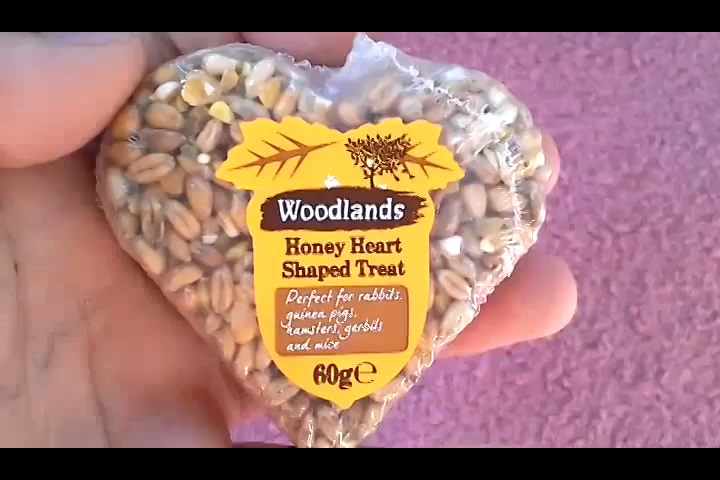 Woodlands
Honey Heart
Shaped Treat
Perfect for rabbits,
guinea pigs,
hamsters, gerbils
and mice
60g℮